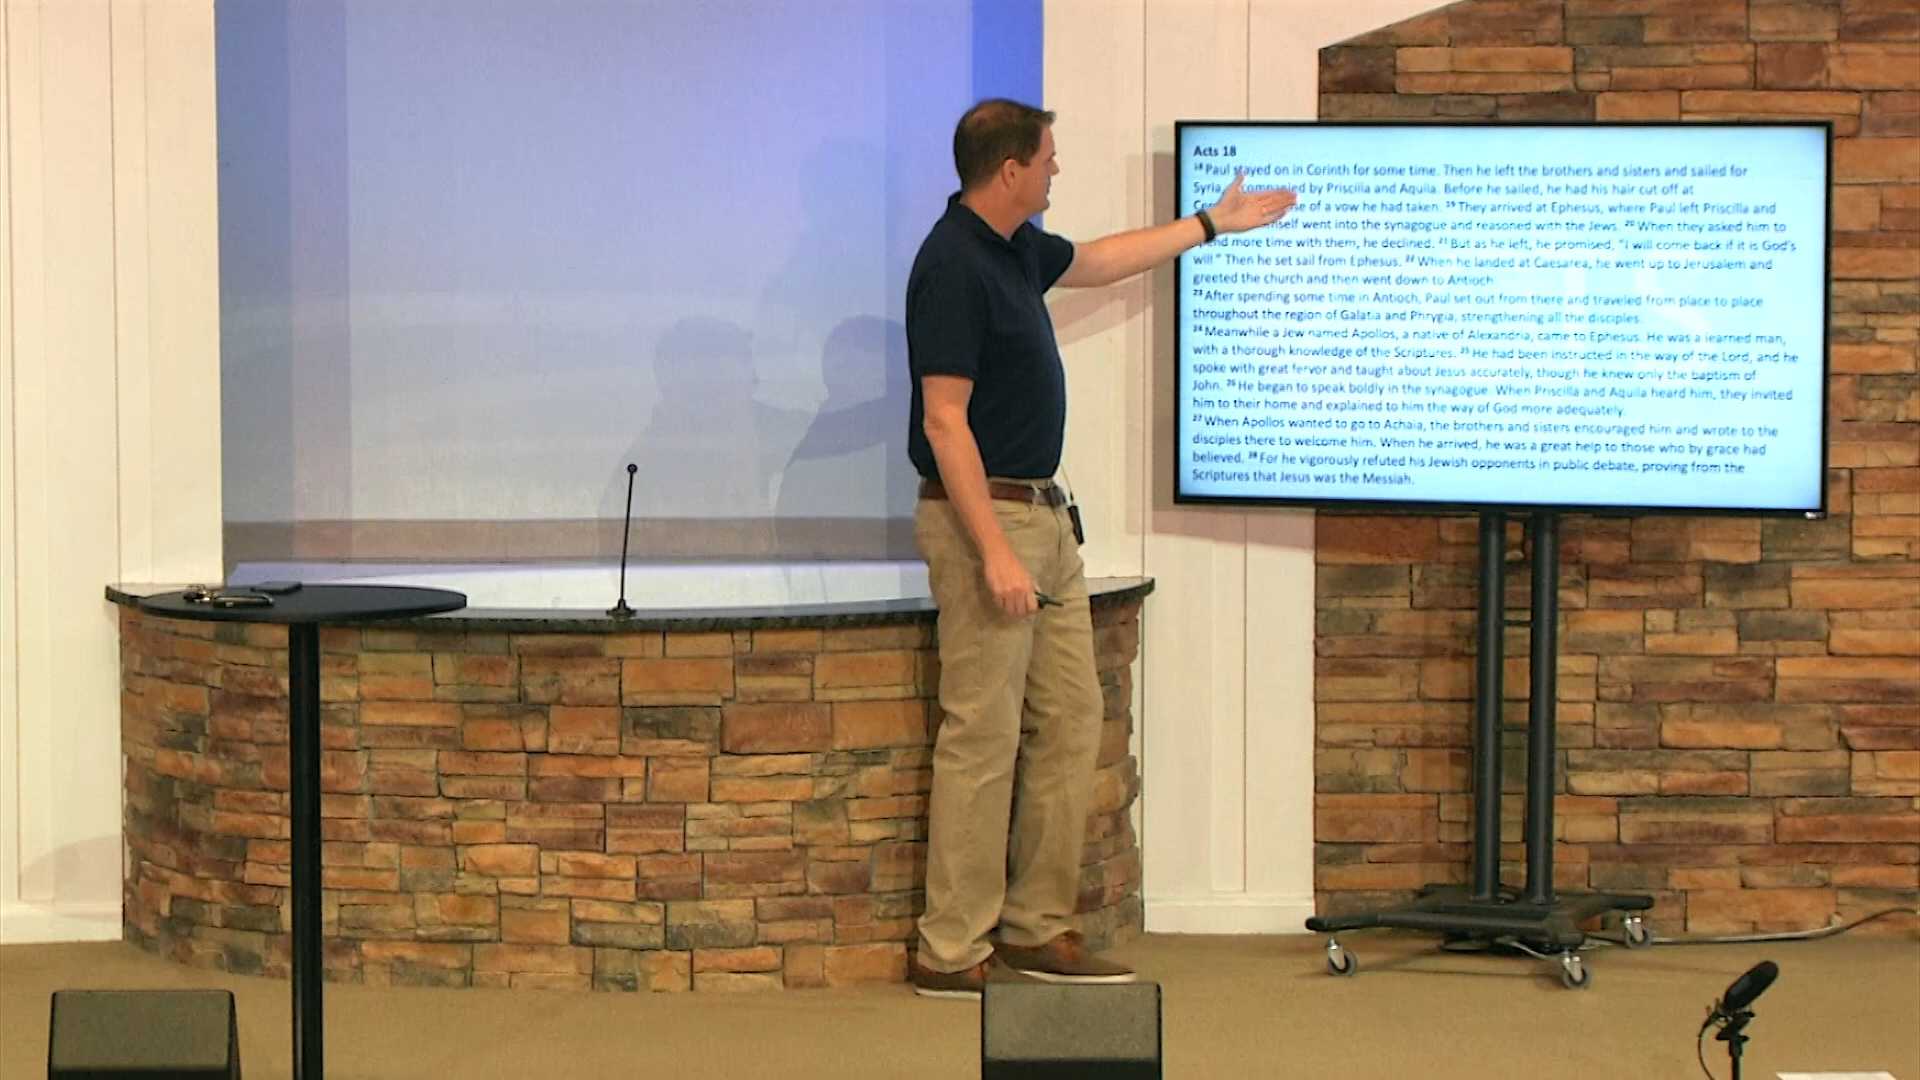 Acts 18
18 Paul stayed on in Corinth for some time. Then he left the brothers and sisters and sailed for
Syria, companied by Priscilla and Aquila. Before he sailed, he had his hair cut off at
of a vow he had taken. 19 They arrived at Ephesus, where Paul left Priscilla and
went into the synagogue and reasoned with the Jews. 20 When they asked him to
more time with them, he declined. 21 But as he left, he promised, "I will come back if it is God's
will." Then he set sail from Ephesus. 22 When he landed at Caesarea, he went up to Jerusalem and
greeted the church and then went down to Antioch
23 After spending some time in Antioch, Paul set out from there and traveled from place to place
throughout the region of Galatia and Phrygia, strengthening all the disciples.
24 Meanwhile a Jew named Apollos, a native of Alexandria, came to Ephesus. He was a learned man,
with a thorough knowledge of the Scriptures. 25 He had been instructed in the way of the Lord, and he
spoke with great fervor and taught about Jesus accurately, though he knew only the baptism of
John. 26 He began to speak boldly in the synagogue. When Priscilla and Aquila heard him, they invited
him to their home and explained to him the way of God more adequately.
27 When Apollos wanted to go to Achaia, the brothers and sisters encouraged him and wrote to the
disciples there to welcome him. When he arrived, he was a great help to those who by grace had
believed. 28 For he vigorously refuted his Jewish opponents in public debate, proving from the
Scriptures that Jesus was the Messiah.